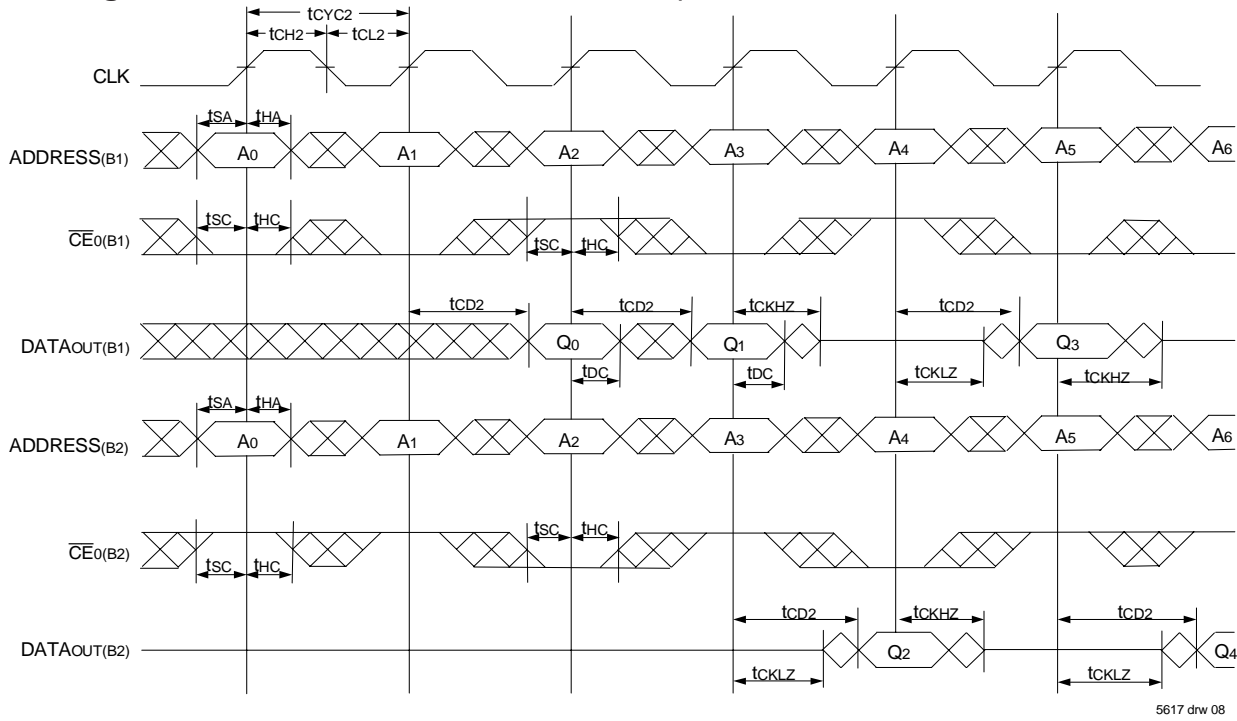 tCYC2
tCH2 tCL2
CLK
tSA tHA
ADDRESS(B1) A0 A1 A2 A3 A4 A5 A6
tSC tHC
CE0(B1)
tSC tHC
tCD2 tCD2 tCKHZ tCD2
DATAOUT(B1) Q0 Q1 Q3
tDC tDC tCKLZ tCKHZ
tSA tHA
ADDRESS(B2) A0 A1 A2 A3 A4 A5 A6
tSC tHC
CE0(B2)
tSC tHC
tCD2 tCKHZ tCD2
DATAOUT(B2) Q2 Q4
tCKLZ tCKLZ
5617 drw 08